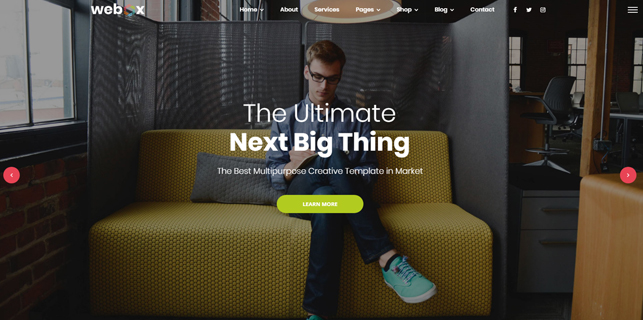 webox
Home About Services Pages Shop Blog Contact
The Ultimate
Next Big Thing
The Best Multipurpose Creative Template in Market
LEARN MORE